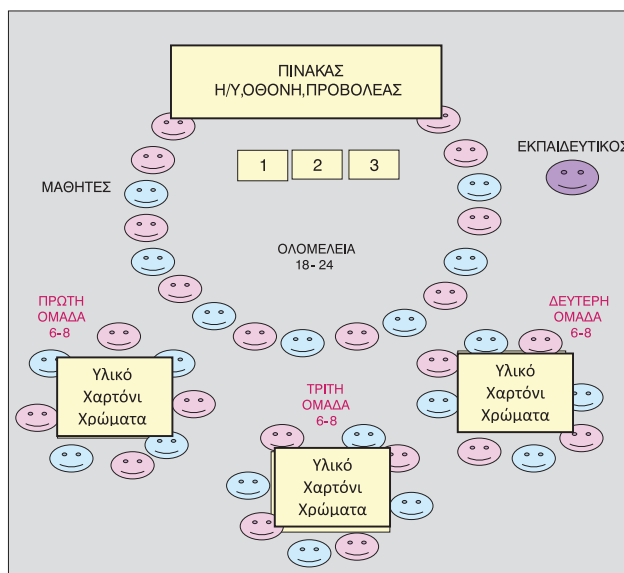 ΠΙΝΑΚΑΣ
Η/Υ,ΟΘΟΝΗ,ΠΡΟΒΟΛΕΑΣ
ΕΚΠΑΙΔΕΥΤΙΚΟΣ
1 2 3
ΜΑΘΗΤΕΣ
ΟΛΟΜΕΛΕΙΑ
18- 24
ΠΡΩΤΗ
ΟΜΑΔΑ
6-8
Υλικό
Χαρτόνι
Χρώματα
ΔΕΥΤΕΡΗ
ΟΜΑΔΑ
6-8
Υλικό
Χαρτόνι
Χρώματα
ΤΡΙΤΗ
ΟΜΑΔΑ
6-8
Υλικό
Χαρτόνι
Χρώματα